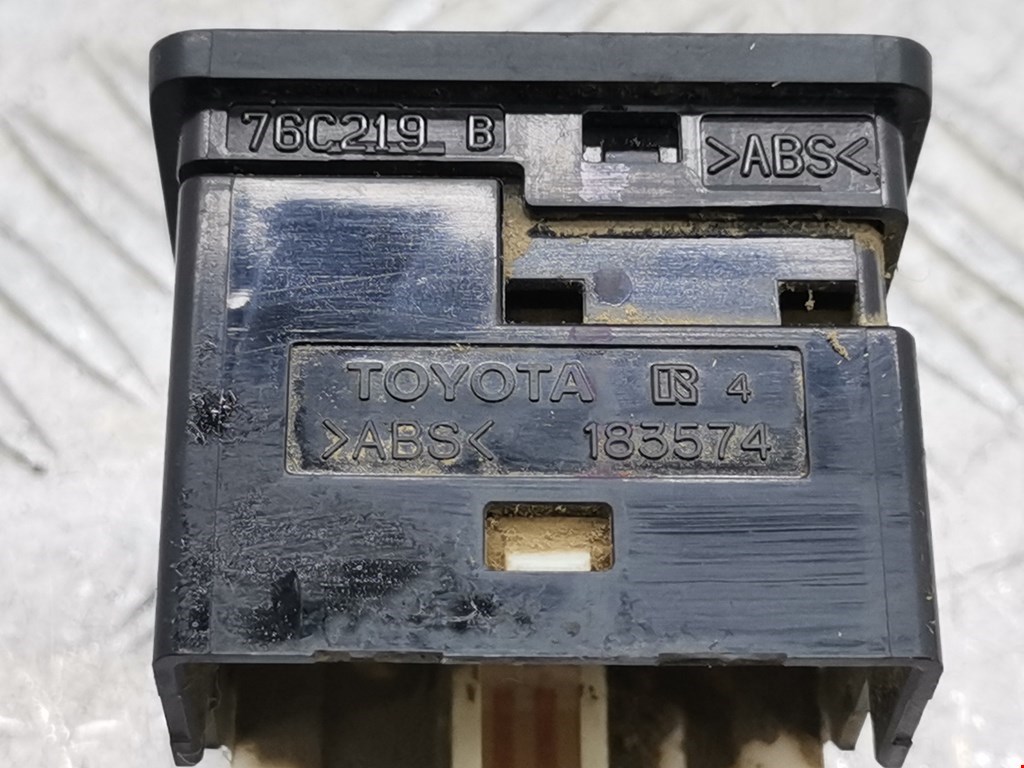 76C219 B
>ABS<
TOYOTA R 4
>ABS< 183574